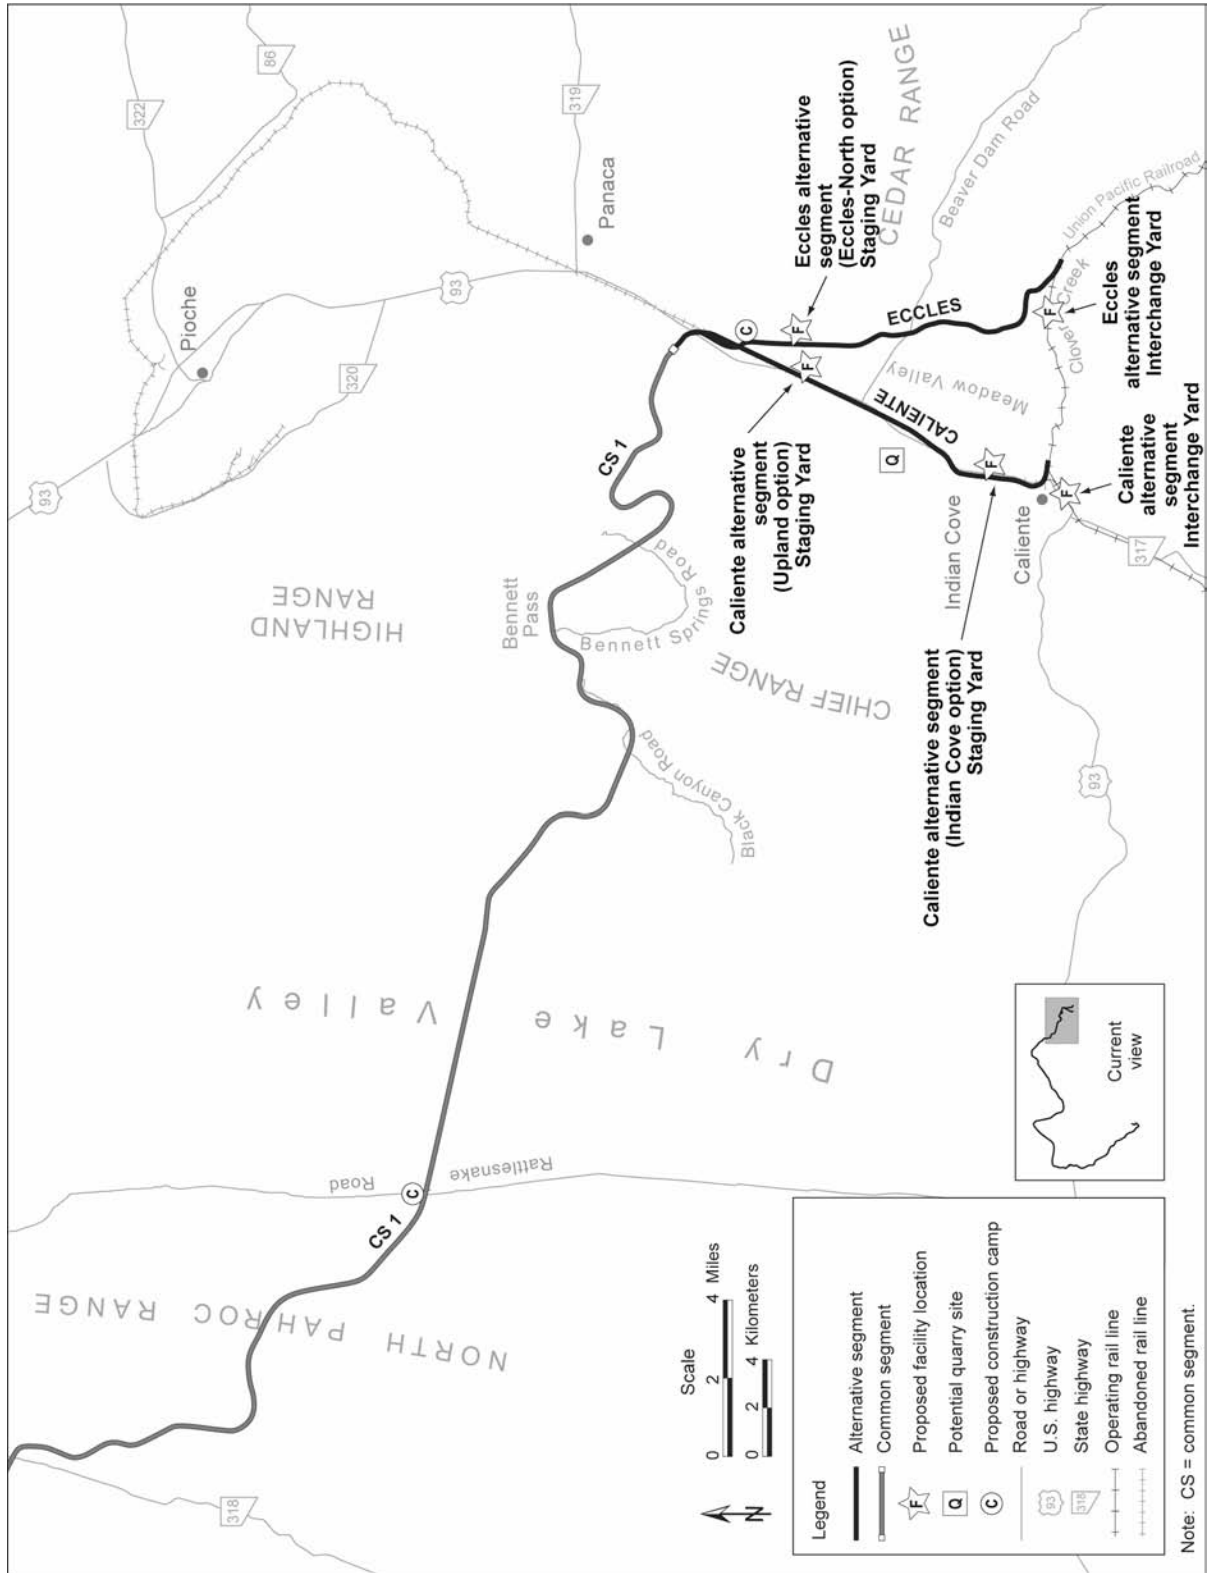 322
86
319
Pioche
Panaca
93
320
93
HIGHLAND
RANGE
CEDAR RANGE
Eccles alternative
segment
(Eccles-North option)
Staging Yard
Beaver Dam Road
Union Pacific Railroad
CS 1
C
F
ECCLES
F
Clover Creek
Eccles
alternative segment
Interchange Yard
Meadow Valley
CALIENTE
F
Q
F
Caliente
alternative
segment
Interchange Yard
F
Caliente alternative
segment
(Upland option)
Staging Yard
Indian Cove
Caliente
317
Bennett
Pass
Bennett Springs Road
CHIEF RANGE
Caliente alternative segment
(Indian Cove option)
Staging Yard
Black Canyon Road
93
Dry Lake Valley
Rattlesnake
Road
C
CS 1
NORTH PAHROC RANGE
318
Current
view
N
Scale
0 2 4 Miles
0 2 4 Kilometers
Legend
Alternative segment
Common segment
F Proposed facility location
Q Potential quarry site
C Proposed construction camp
Road or highway
93 U.S. highway
318 State highway
Operating rail line
Abandoned rail line
Note: CS = common segment.